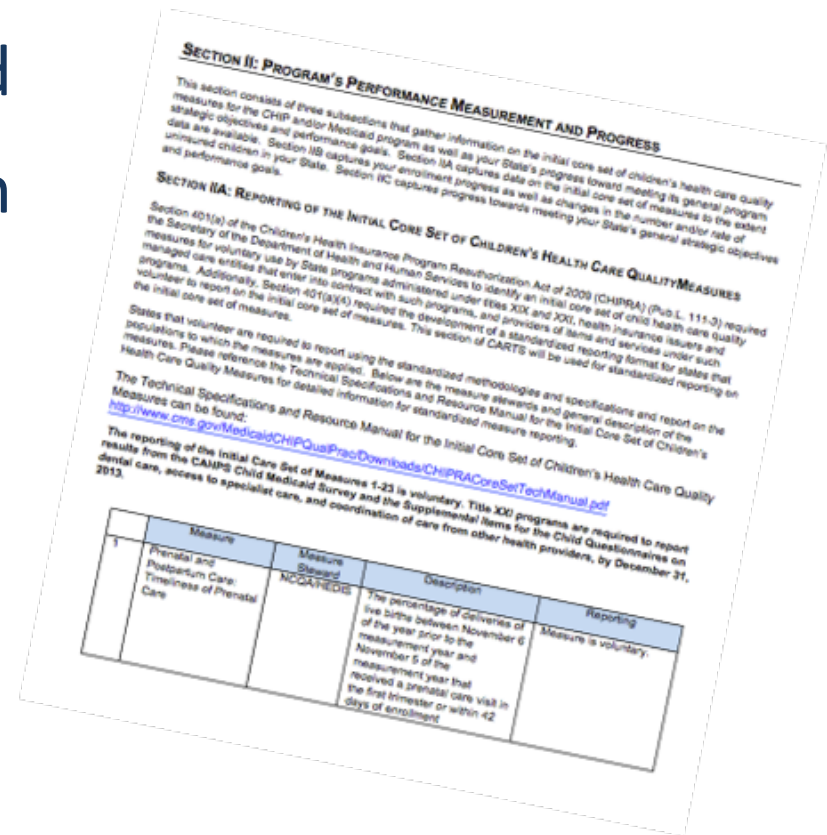 d
n
SECTION II: PROGRAM'S PERFORMANCE MEASUREMENT AND PROGRESS
This section consists of three subsections that gather information on the initial core set of children's health care quality
measures for the CHIP and/or Medicaid program as well as your State's progress toward meeting its general program
strategic objectives and performance goals. Section IIA captures data on the initial core set of measures to the extent
data are available. Section IIB captures your enrollment progress as well as changes in the number and/or rate of
uninsured children in your State. Section IIC captures progress towards meeting your State's general strategic objectives
and performance goals.
SECTION IIA: REPORTING OF THE INITIAL CORE SET OF CHILDREN'S HEALTH CARE QUALITYMEASURES
Section 401(a) of the Children's Health Insurance Program Reauthorization Act of 2009 (CHIPRA) (Pub.L. 111-3) required
the Secretary of the Department of Health and Human Services to identify an initial core set of child health care quality
measures for voluntary use by State programs administered under titles XIX and XXI, health insurance issuers and
managed care entities that enter into contract with such programs, and providers of items and services under such
programs. Additionally, Section 401(a)(4) required the development of a standardized reporting format for states that
volunteer to report on the initial core set of measures. This section of CARTS will be used for standardized reporting on
the initial core set of measures.
States that volunteer are required to report using the standardized methodologies and specifications and report on the
populations to which the measures are applied. Below are the measure stewards and general description of the
measures. Please reference the Technical Specifications and Resource Manual for the Initial Core Set of Children's
Health Care Quality Measures for detailed information for standardized measure reporting.
The Technical Specifications and Resource Manual for the Initial Core Set of Children's Health Care Quality
Measures can be found:
http://www.cms.gov/MedicaidCHIPQualPrac/Downloads/CHIPRACoreSetTechManual.pdf
The reporting of the Initial Care Set of Measures 1-23 is voluntary. Title XXI programs are required to report
results from the CAHPS Child Medicaid Survey and the Supplemental Items for the Child Questionnaires on
dental care, access to specialist care, and coordination of care from other health providers, by December 31,
2013.
Measure Measure Description Reporting
Steward
1 Prenatal and NCQA/HEDIS The percentage of deliveries of Measure is voluntary.
Postpartum Care: live births between November 6
Timeliness of Prenatal of the year prior to the
Care measurement year and
November 5 of the
measurement year that
received a prenatal care visit in
the first trimester or within 42
days of enrollment